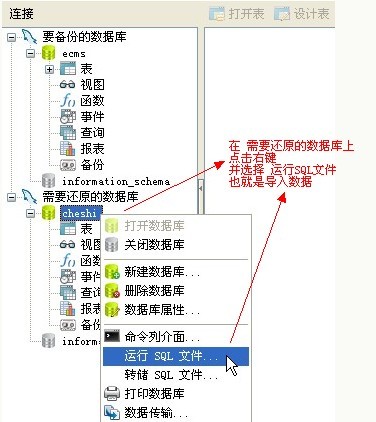 连接
打开表 设计表
要备份的数据库
ecms
表
视图
函数
事件
查询
报表
备份
information_schema
需要还原的数据库
cheshi
表
视图
函数
事件
查询
报表
备份
在 需要还原的数据库上
点击右键
并选择 运行SQL文件
也就是导入数据
打开数据库
关闭数据库
新建数据库...
删除数据库
数据库属性...
命令列介面...
运行 SQL 文件...
转储 SQL 文件...
打印数据库
数据传输...